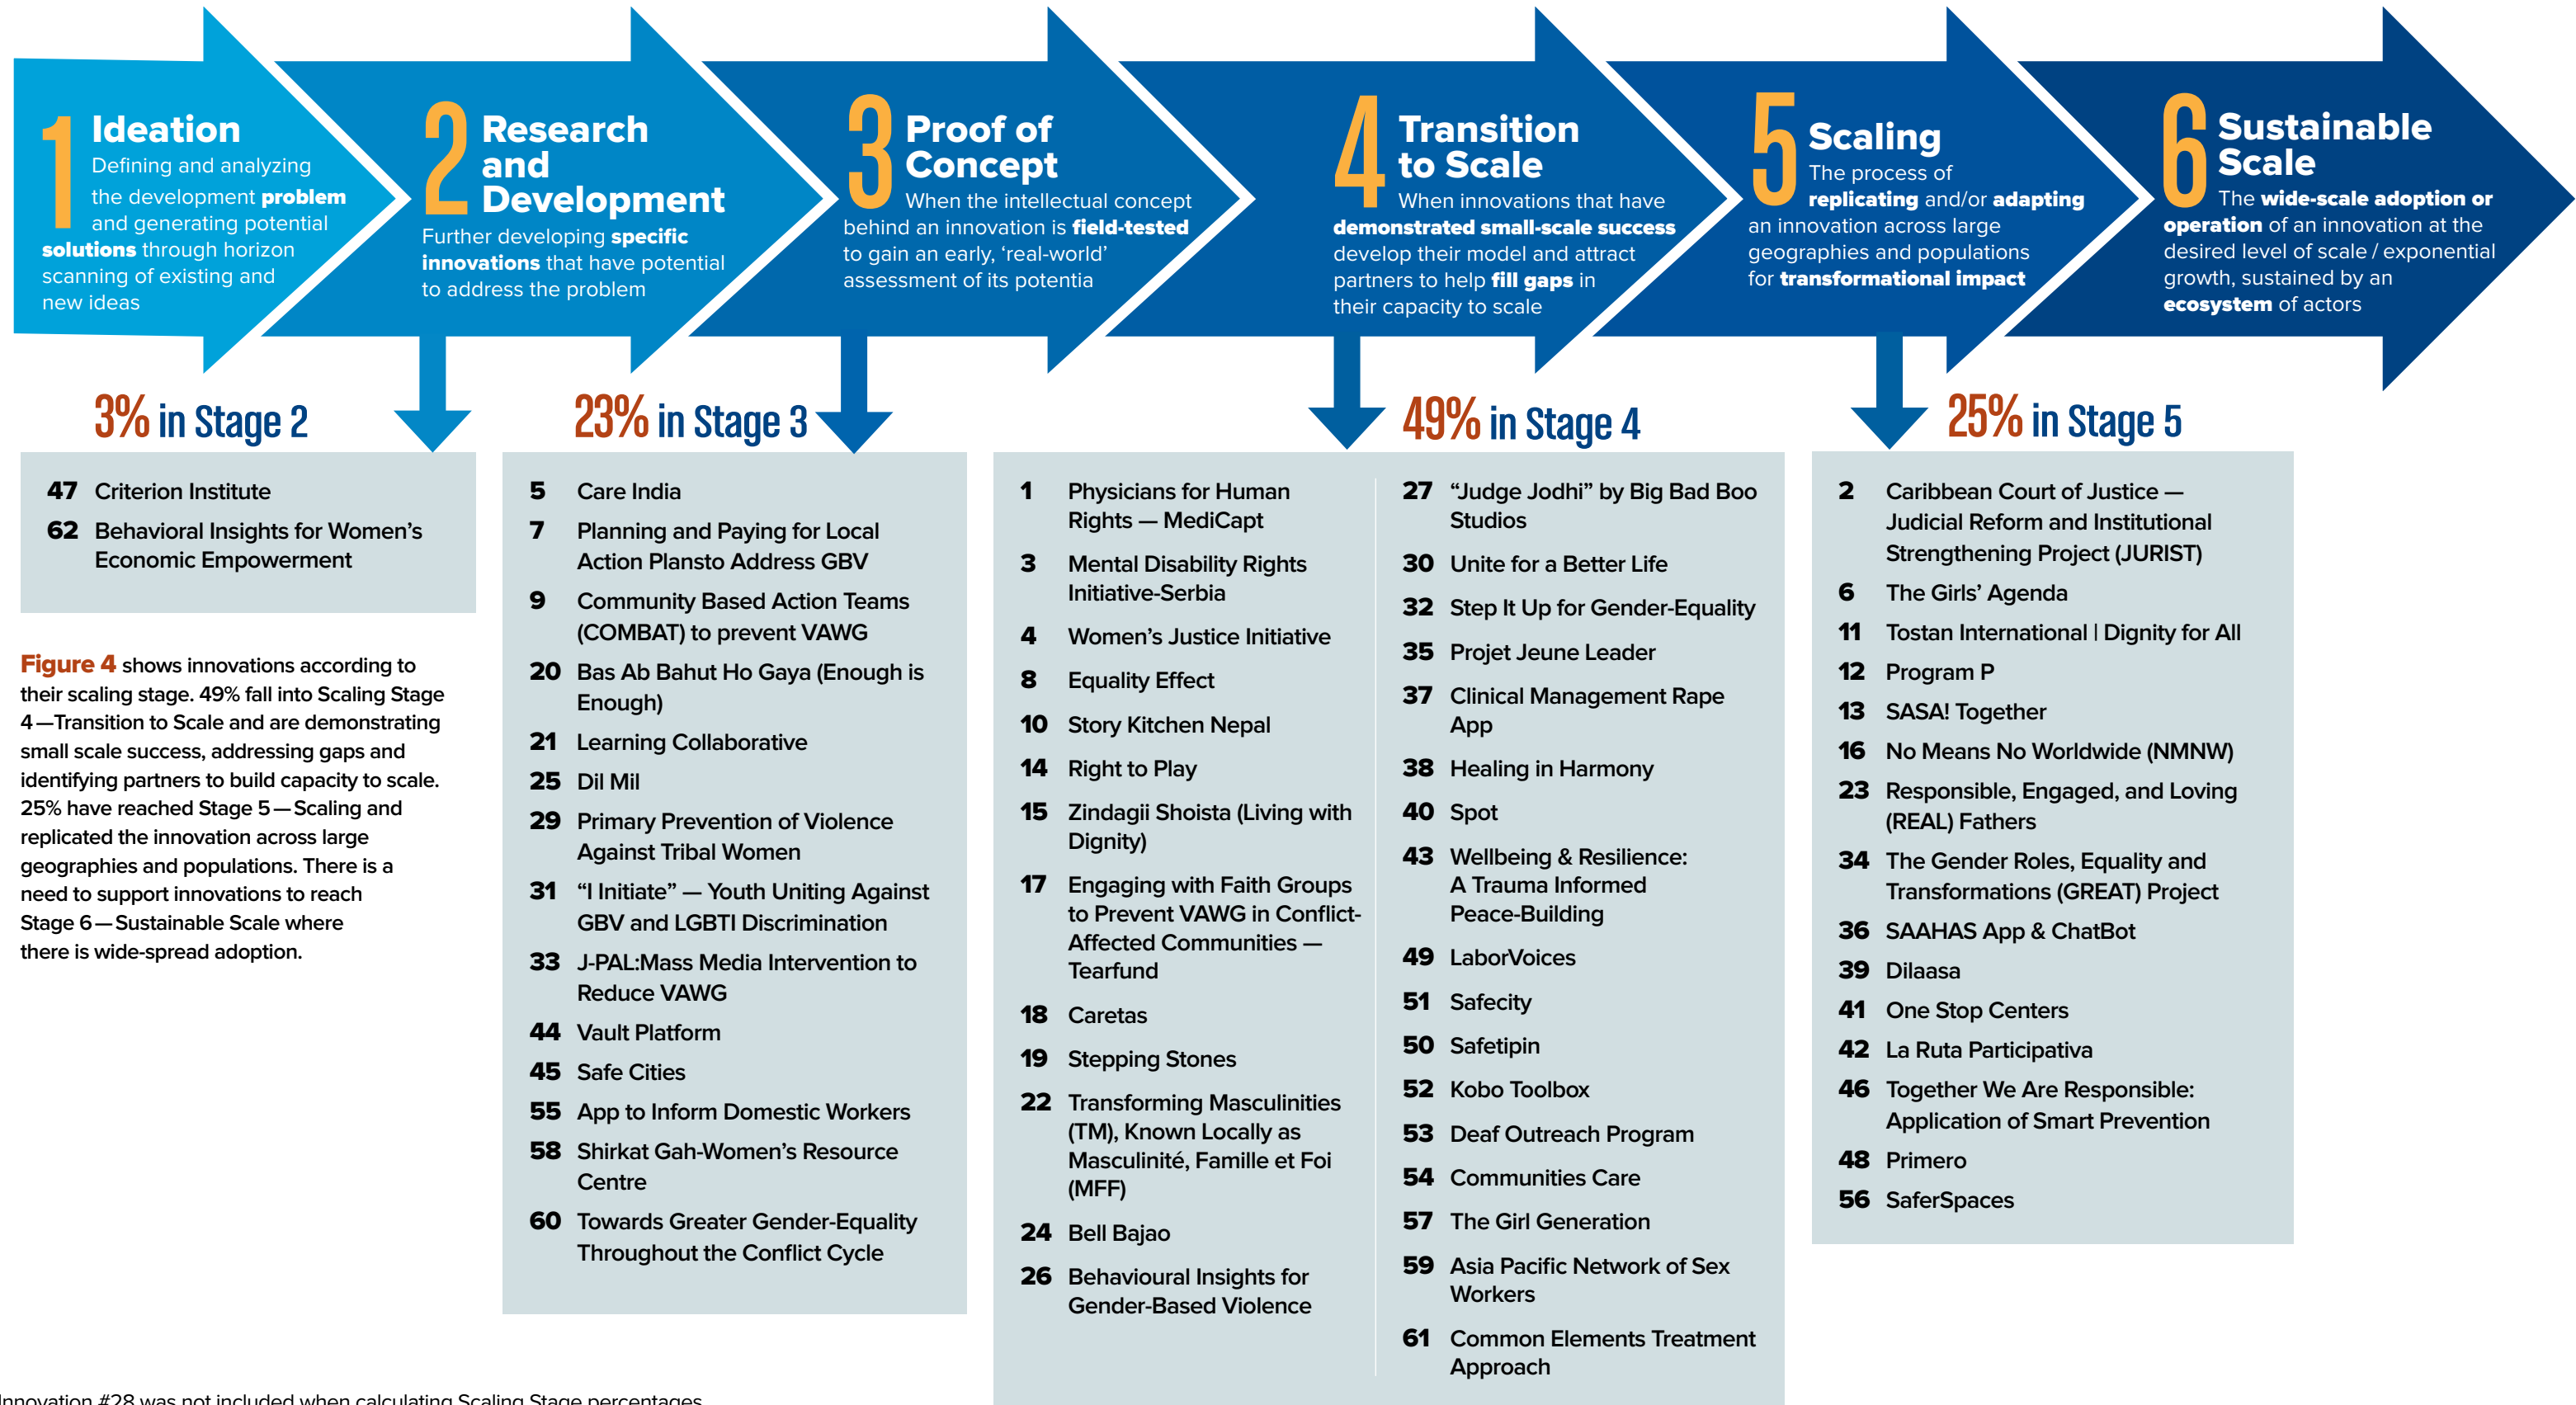 1 Ideation
Defining and analyzing
the development problem
and generating potential
solutions through horizon
scanning of existing and
new ideas
2 Research
and
Development
Further developing specific
innovations that have potential
to address the problem
3 Proof of
Concept
When the intellectual concept
behind an innovation is field-tested
to gain an early, ‘real-world’
assessment of its potentia
4 Transition
to Scale
When innovations that have
demonstrated small-scale success
develop their model and attract
partners to help fill gaps in
their capacity to scale
5 Scaling
The process of
replicating and/or adapting
an innovation across large
geographies and populations
for transformational impact
6 Sustainable
Scale
The wide-scale adoption or
operation of an innovation at the
desired level of scale / exponential
growth, sustained by an
ecosystem of actors
3% in Stage 2
47 Criterion Institute
62 Behavioral Insights for Women’s
Economic Empowerment
Figure 4 shows innovations according to
their scaling stage. 49% fall into Scaling Stage
4—Transition to Scale and are demonstrating
small scale success, addressing gaps and
identifying partners to build capacity to scale.
25% have reached Stage 5—Scaling and
replicated the innovation across large
geographies and populations. There is a
need to support innovations to reach
Stage 6—Sustainable Scale where
there is wide-spread adoption.
23% in Stage 3
5 Care India
7 Planning and Paying for Local
Action Plansto Address GBV
9 Community Based Action Teams
(COMBAT) to prevent VAWG
20 Bas Ab Bahut Ho Gaya (Enough is
Enough)
21 Learning Collaborative
25 Dil Mil
29 Primary Prevention of Violence
Against Tribal Women
31 “I Initiate” — Youth Uniting Against
GBV and LGBTI Discrimination
33 J-PAL:Mass Media Intervention to
Reduce VAWG
44 Vault Platform
45 Safe Cities
55 App to Inform Domestic Workers
58 Shirkat Gah-Women’s Resource
Centre
60 Towards Greater Gender-Equality
Throughout the Conflict Cycle
49% in Stage 4
1 Physicians for Human
Rights — MediCapt
3 Mental Disability Rights
Initiative-Serbia
4 Women’s Justice Initiative
8 Equality Effect
10 Story Kitchen Nepal
14 Right to Play
15 Zindagii Shoista (Living with
Dignity)
17 Engaging with Faith Groups
to Prevent VAWG in Conflict-
Affected Communities —
Tearfund
18 Caretas
19 Stepping Stones
22 Transforming Masculinities
(TM), Known Locally as
Masculinité, Famille et Foi
(MFF)
24 Bell Bajao
26 Behavioural Insights for
Gender-Based Violence
27 “Judge Jodhi” by Big Bad Boo
Studios
30 Unite for a Better Life
32 Step It Up for Gender-Equality
35 Projet Jeune Leader
37 Clinical Management Rape
App
38 Healing in Harmony
40 Spot
43 Wellbeing & Resilience:
A Trauma Informed
Peace-Building
49 LaborVoices
51 Safecity
50 Safetipin
52 Kobo Toolbox
53 Deaf Outreach Program
54 Communities Care
57 The Girl Generation
59 Asia Pacific Network of Sex
Workers
61 Common Elements Treatment
Approach
25% in Stage 5
2 Caribbean Court of Justice —
Judicial Reform and Institutional
Strengthening Project (JURIST)
6 The Girls’ Agenda
11 Tostan International | Dignity for All
12 Program P
13 SASA! Together
16 No Means No Worldwide (NMNW)
23 Responsible, Engaged, and Loving
(REAL) Fathers
34 The Gender Roles, Equality and
Transformations (GREAT) Project
36 SAAHAS App & ChatBot
39 Dilaasa
41 One Stop Centers
42 La Ruta Participativa
46 Together We Are Responsible:
Application of Smart Prevention
48 Primero
56 SaferSpaces
Innovation #28 was not included when calculating Scaling Stage percentages